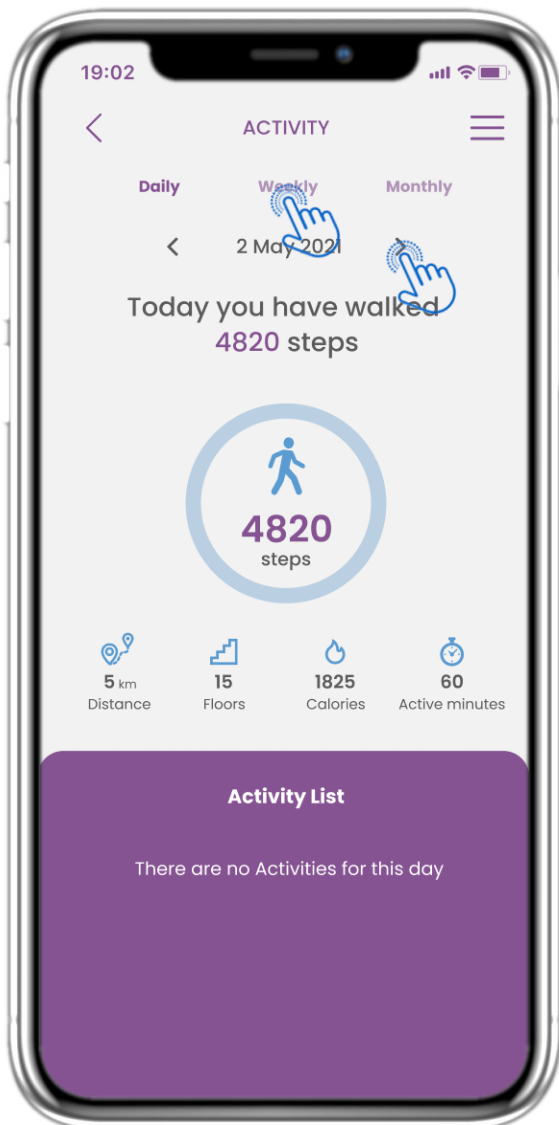 19:02
ACTIVITY
Daily Weekly Monthly
2 May 2021
Today you have walked
4820 steps
4820
steps
5 km 15 1825 60
Distance Floors Calories Active minutes
Activity List
There are no Activities for this day